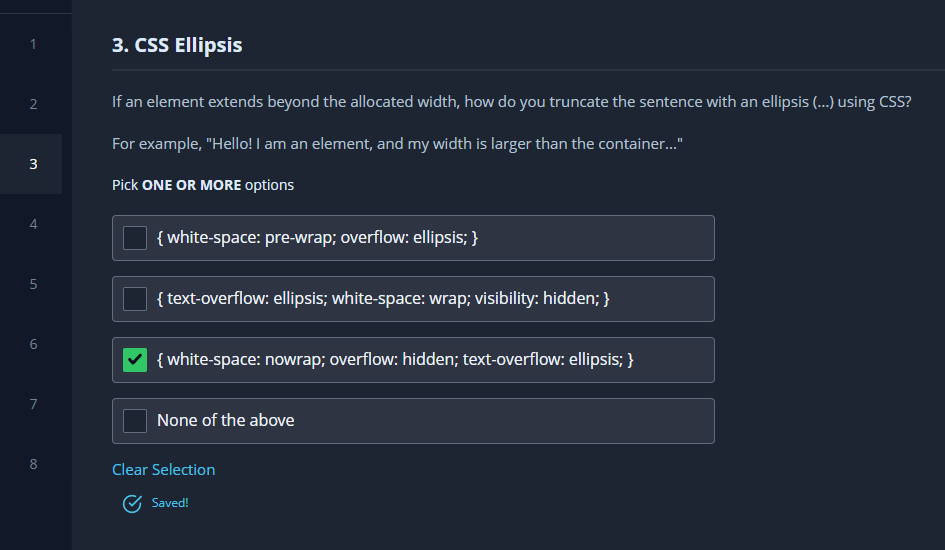 1
2
3
4
5
6
7
8
3. CSS Ellipsis
If an element extends beyond the allocated width, how do you truncate the sentence with an ellipsis (...) using CSS?
For example, "Hello! I am an element, and my width is larger than the container..."
Pick ONE OR MORE options
{ white-space: pre-wrap; overflow: ellipsis; }
{ text-overflow: ellipsis; white-space: wrap; visibility: hidden; }
{ white-space: nowrap; overflow: hidden; text-overflow: ellipsis; }
None of the above
Clear Selection
Saved!